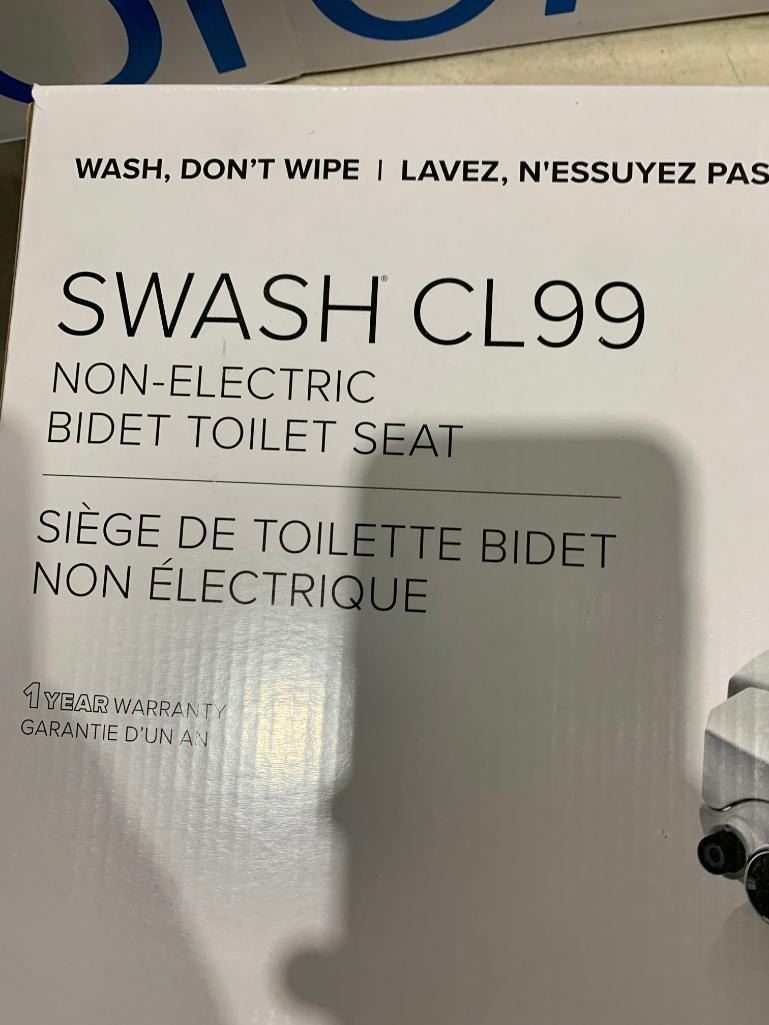 WASH, DON'T WIPE | LAVEZ, N'ESSUYEZ PAS
SWASH® CL99
NON-ELECTRIC
BIDET TOILET SEAT
SIÈGE DE TOILETTE BIDET
NON ÉLECTRIQUE
1 YEAR WARRANTY
GARANTIE D'UN AN